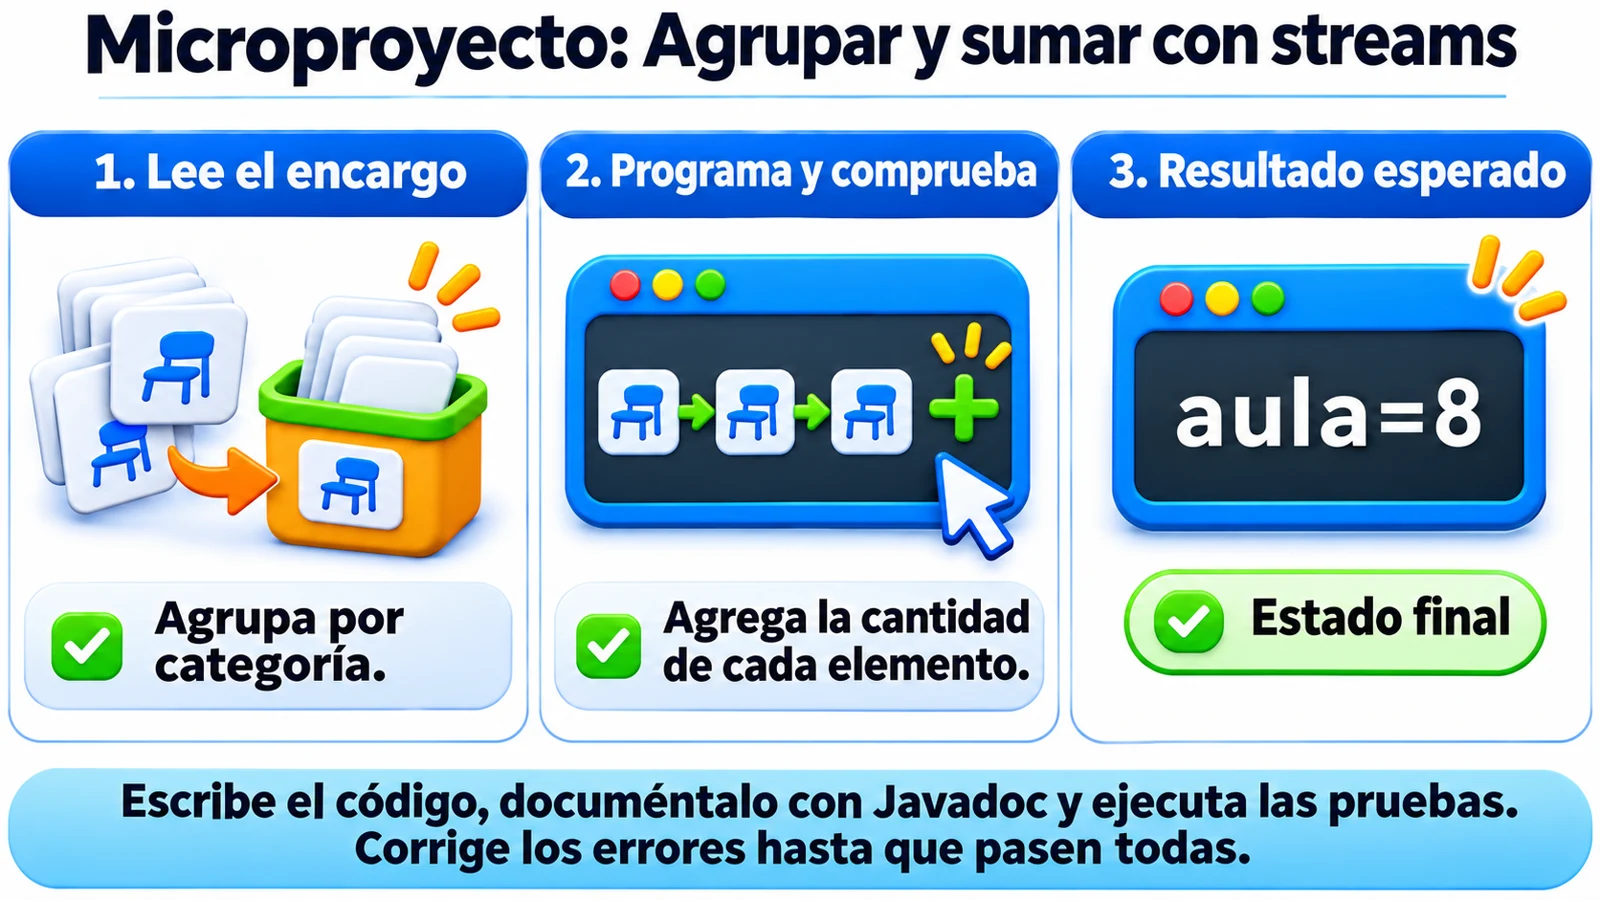 Microproyecto: Agrupar y sumar con streams
1. Lee el encargo
2. Programa y comprueba
3. Resultado esperado
aula=8
Agrupa por
categoría.
Agrega la cantidad
de cada elemento.
Estado final
Escribe el código, documéntalo con Javadoc y ejecuta las pruebas.
Corrige los errores hasta que pasen todas.